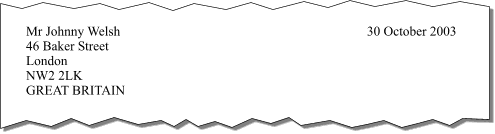 Mr Johnny Welsh 30 October 2003
46 Baker Street
London
NW2 2LK
GREAT BRITAIN